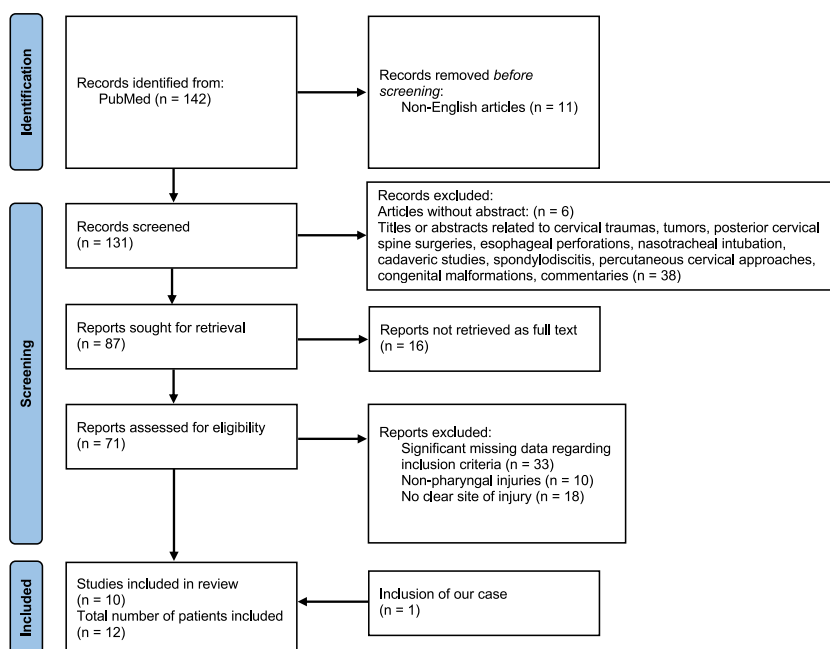 Identification
Records identified from:
PubMed (n = 142)
Records removed before
screening:
Non-English articles (n = 11)
Screening
Records screened
(n = 131)
Records excluded:
Articles without abstract: (n = 6)
Titles or abstracts related to cervical traumas, tumors, posterior cervical
spine surgeries, esophageal perforations, nasotracheal intubation,
cadaveric studies, spondylodiscitis, percutaneous cervical approaches,
congenital malformations, commentaries (n = 38)
Reports sought for retrieval
(n = 87)
Reports not retrieved as full text
(n = 16)
Reports assessed for eligibility
(n = 71)
Reports excluded:
Significant missing data regarding
inclusion criteria (n = 33)
Non-pharyngal injuries (n = 10)
No clear site of injury (n = 18)
Included
Studies included in review
(n = 10)
Total number of patients included
(n = 12)
Inclusion of our case
(n = 1)